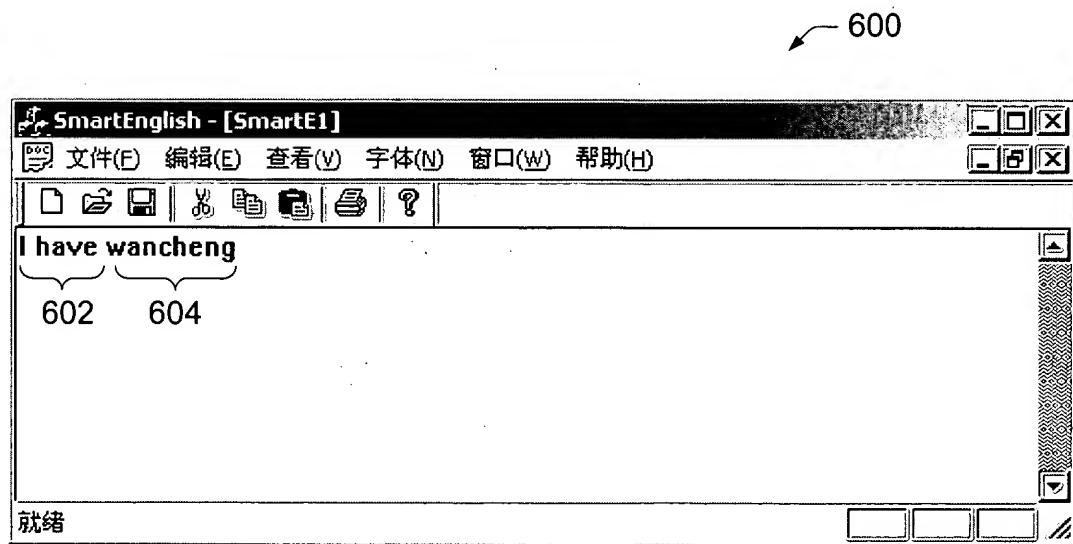 600
SmartEnglish - [SmartE1]
DOC 文件(F) 编辑(E) 查看(V) 字体(N) 窗口(W) 帮助(H)
I have wancheng
602 604
就绪